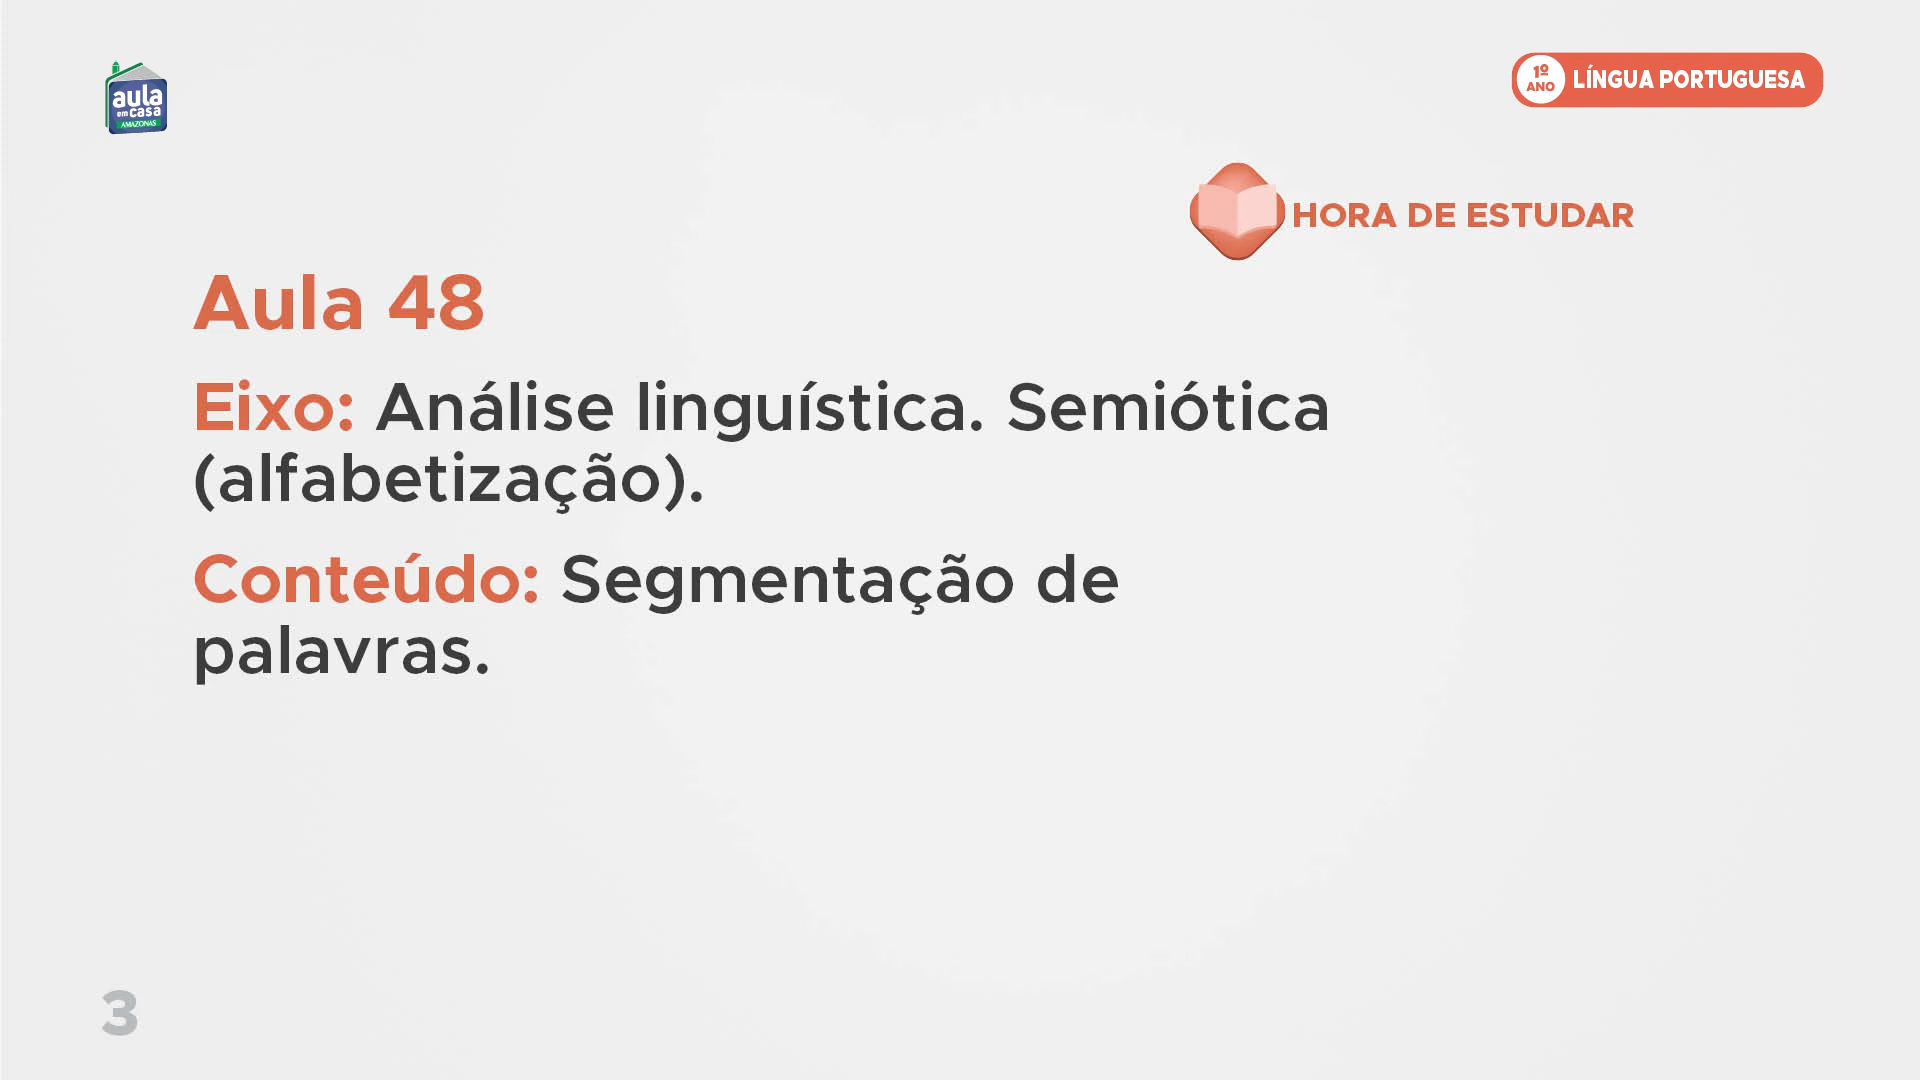 aula
em casa
AMAZONAS
1º
ANO
LÍNGUA PORTUGUESA
HORA DE ESTUDAR
Aula 48
Eixo: Análise linguística. Semiótica
(alfabetização).
Conteúdo: Segmentação de
palavras.
3